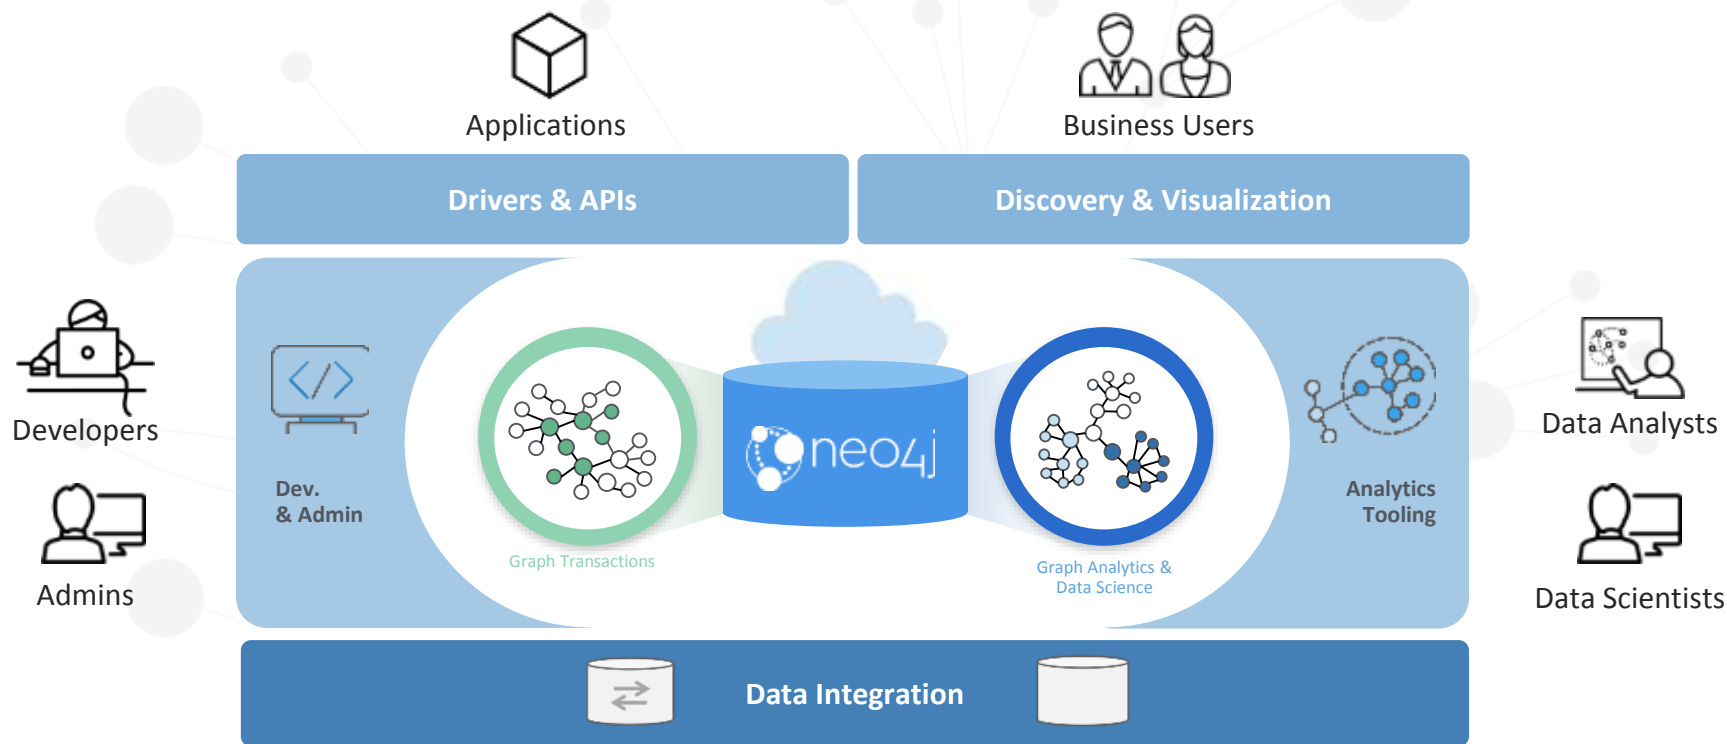 Applications
Business Users
Drivers & APIs
Discovery & Visualization
Developers
Admins
Dev.
& Admin
Graph Transactions
neo4j
Graph Analytics &
Data Science
Analytics
Tooling
Data Analysts
Data Scientists
Data Integration